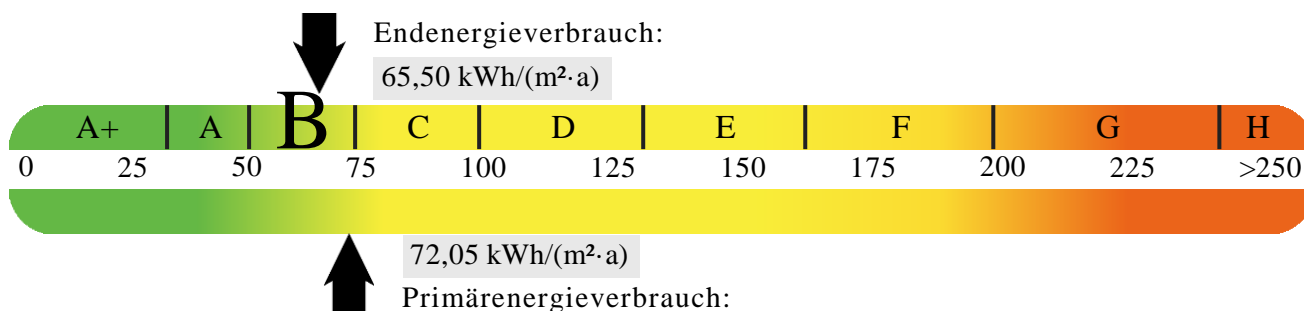 Endenergieverbrauch:
65,50 kWh/(m²·a)
A+ A B C D E F G H
0 25 50 75 100 125 150 175 200 225 >250
72,05 kWh/(m²·a)
Primärenergieverbrauch: